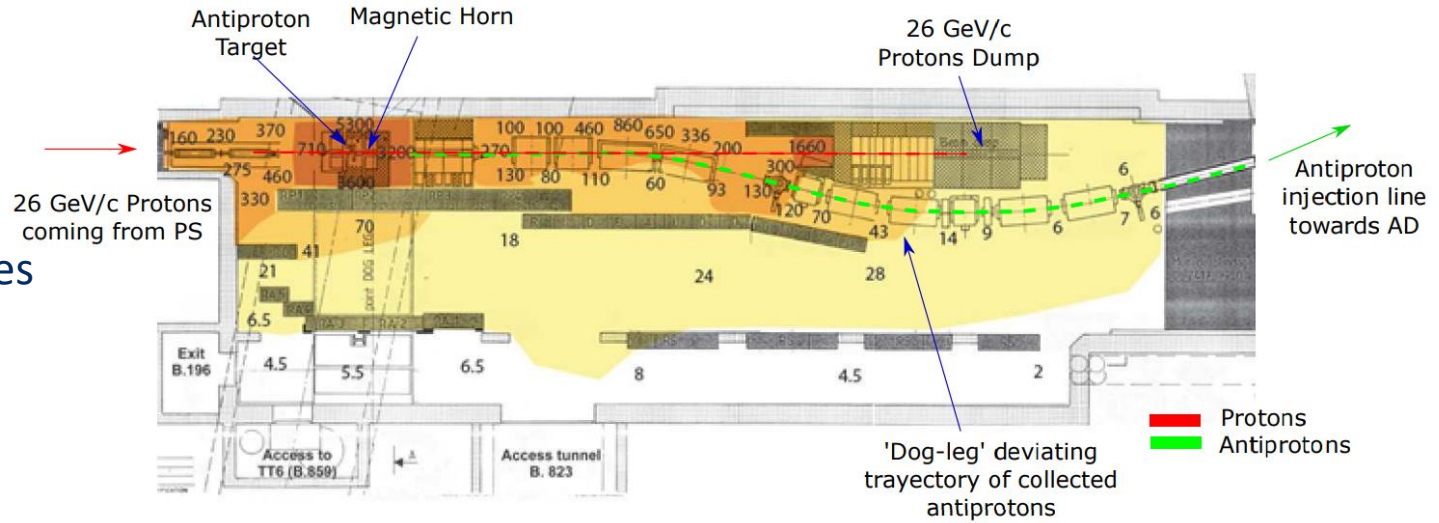 Antiproton
Target
Magnetic Horn
26 GeV/c
Protons Dump
26 GeV/c Protons
coming from PS
es
Antiproton
injection line
towards AD
160 230 370
275 460
330
710
5300
3200
3600
270
100 100 460 860 650 336
200
130 80 110 60 93
1660
300
130 120 70
43
14 9 6 7 6
6
41
70
18
21
24
28
6.5
Exit
B.196
4.5
5.5
6.5
8
4.5
2
Access to
TT6 (B.859)
Access tunnel
B. 823
Protons
Antiprotons
'Dog-leg' deviating
trajectory of collected
antiprotons